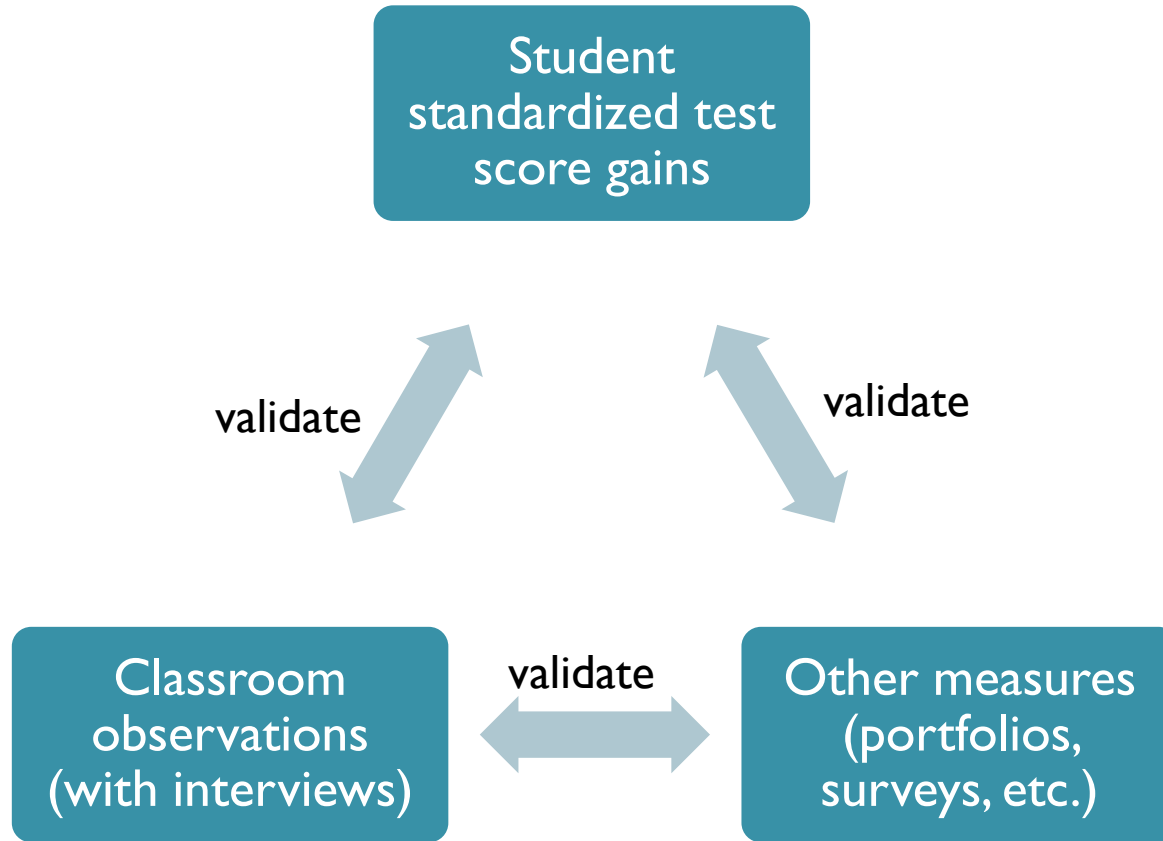 Student
standardized test
score gains
validate
validate
Classroom
observations
(with interviews)
validate
Other measures
(portfolios,
surveys, etc.)